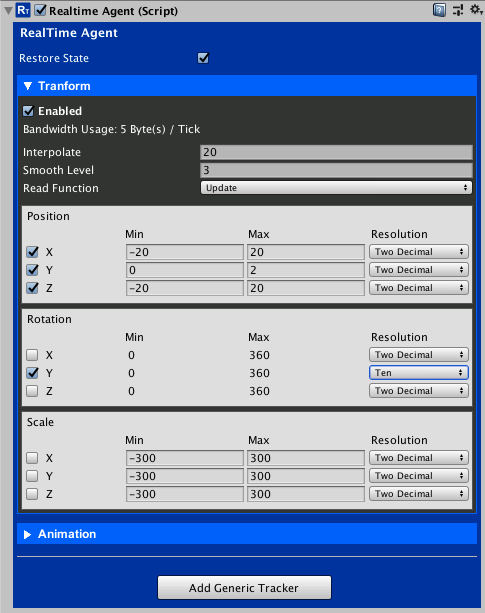 RT Realtime Agent (Script)
RealTime Agent
Restore State
Tranform
Enabled
Bandwidth Usage: 5 Byte(s) / Tick
Interpolate 20
Smooth Level 3
Read Function Update
Position
Min Max Resolution
X -20 20 Two Decimal
Y 0 2 Two Decimal
Z -20 20 Two Decimal
Rotation
Min Max Resolution
X 0 360 Two Decimal
Y 0 360 Ten
Z 0 360 Two Decimal
Scale
Min Max Resolution
X -300 300 Two Decimal
Y -300 300 Two Decimal
Z -300 300 Two Decimal
Animation
Add Generic Tracker